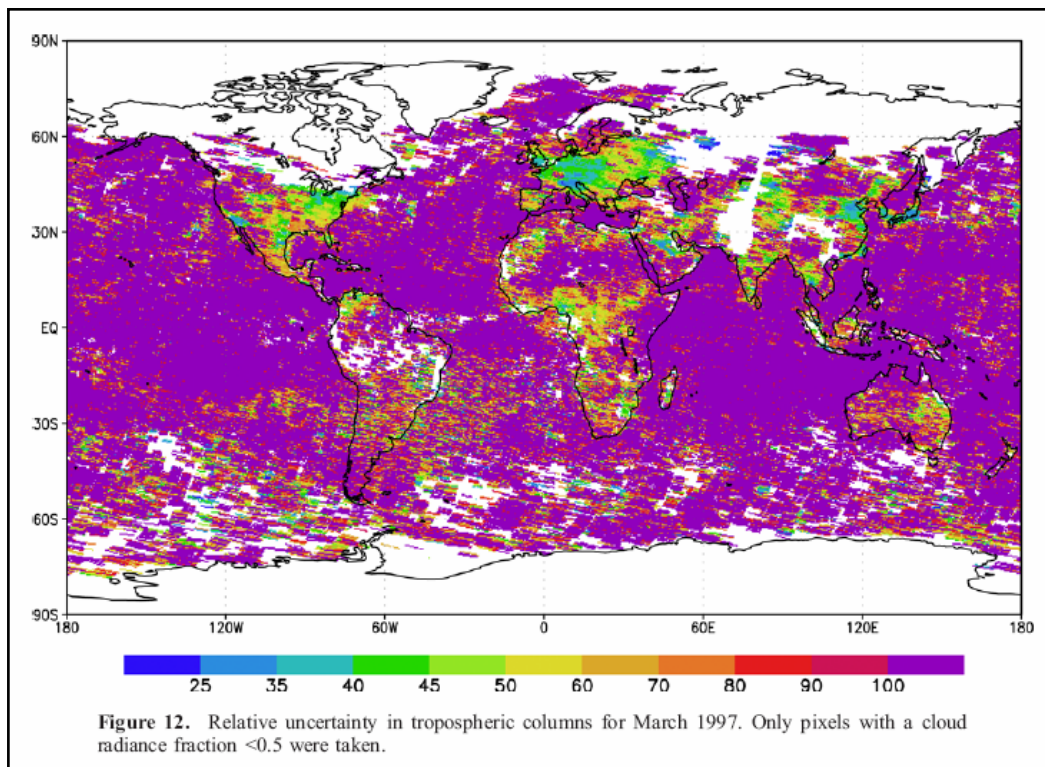 90N
60N
30N
EQ
30S
60S
90S
180 120W 60W 0 60E 120E 180
25 35 40 45 50 60 70 80 90 100
Figure 12. Relative uncertainty in tropospheric columns for March 1997. Only pixels with a cloud
radiance fraction <0.5 were taken.